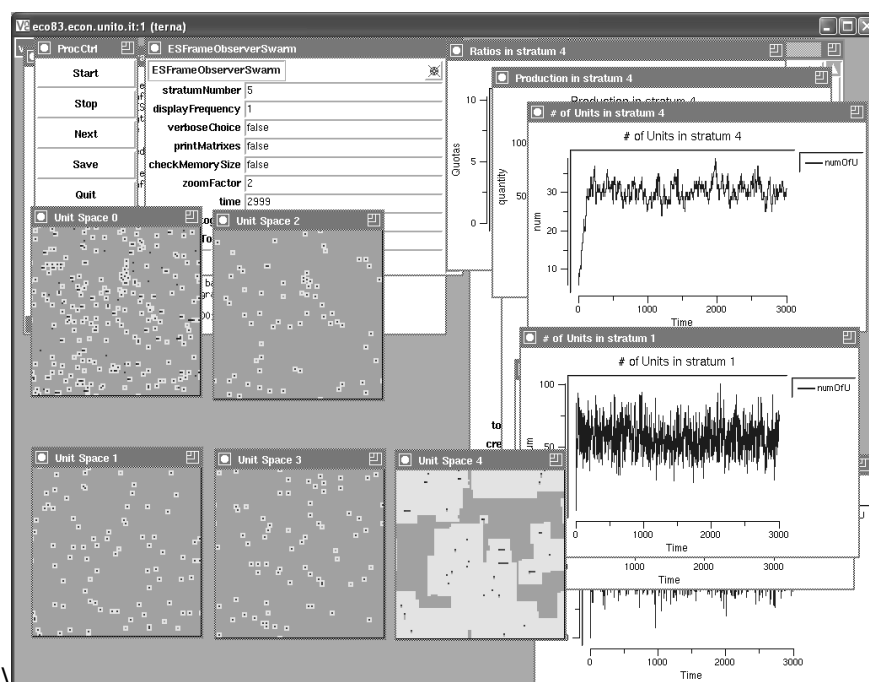 eco83.econ.unito.it:1 (terna)
ProcCtrl
Start
Stop
Next
Save
Quit
ESFrameObserverSwarm
ESFrameObserverSwarm
stratumNumber 5
displayFrequency 1
verboseChoice false
printMatrixes false
checkMemorySize false
zoomFactor 2
time 2999
Ratios in stratum 4
10
5
0
Quotas
Production in stratum 4
Production in stratum 4
100
50
quantity
# of Units in stratum 4
# of Units in stratum 4
numOfU
30
20
10
num
0
1000
2000
3000
Time
Unit Space 0
Unit Space 2
# of Units in stratum 1
# of Units in stratum 1
numOfU
100
50
0
1000
2000
3000
Time
to
cre
Unit Space 1
Unit Space 3
Unit Space 4
0
1000
2000
3000
Time
\